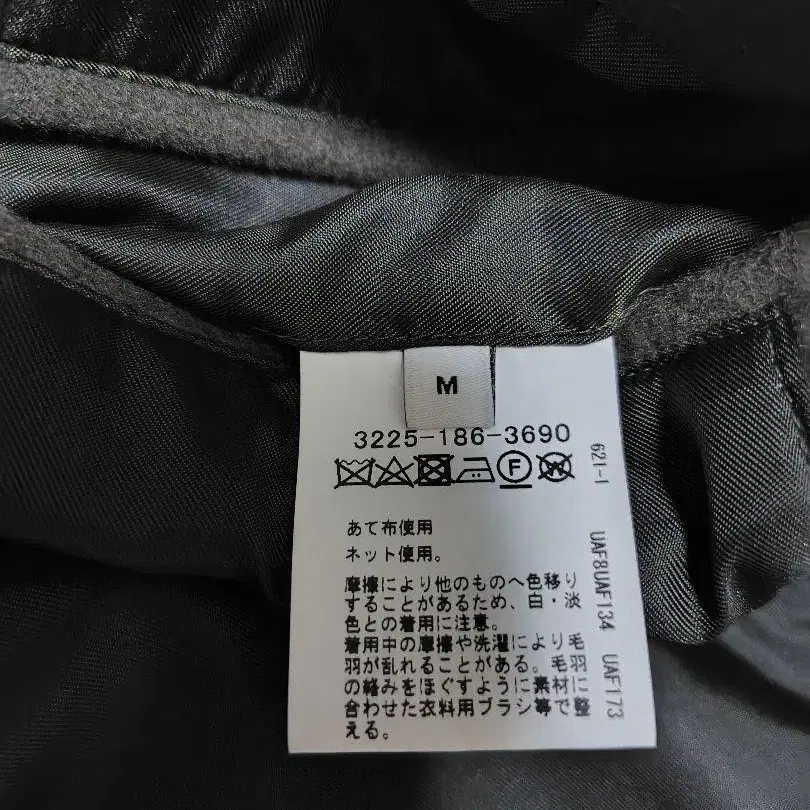 M
3225-186-3690
F
W
621-1
UAF8UAF134 UAF173
あて布使用
ネット使用。
摩擦により他のものへ色移り
することがあるため、白・淡
色との着用に注意。
着用中の摩擦や洗濯により毛
羽が乱れることがある。毛羽
の絡みをほぐすように素材に
合わせた衣料用ブラシ等で整
える。